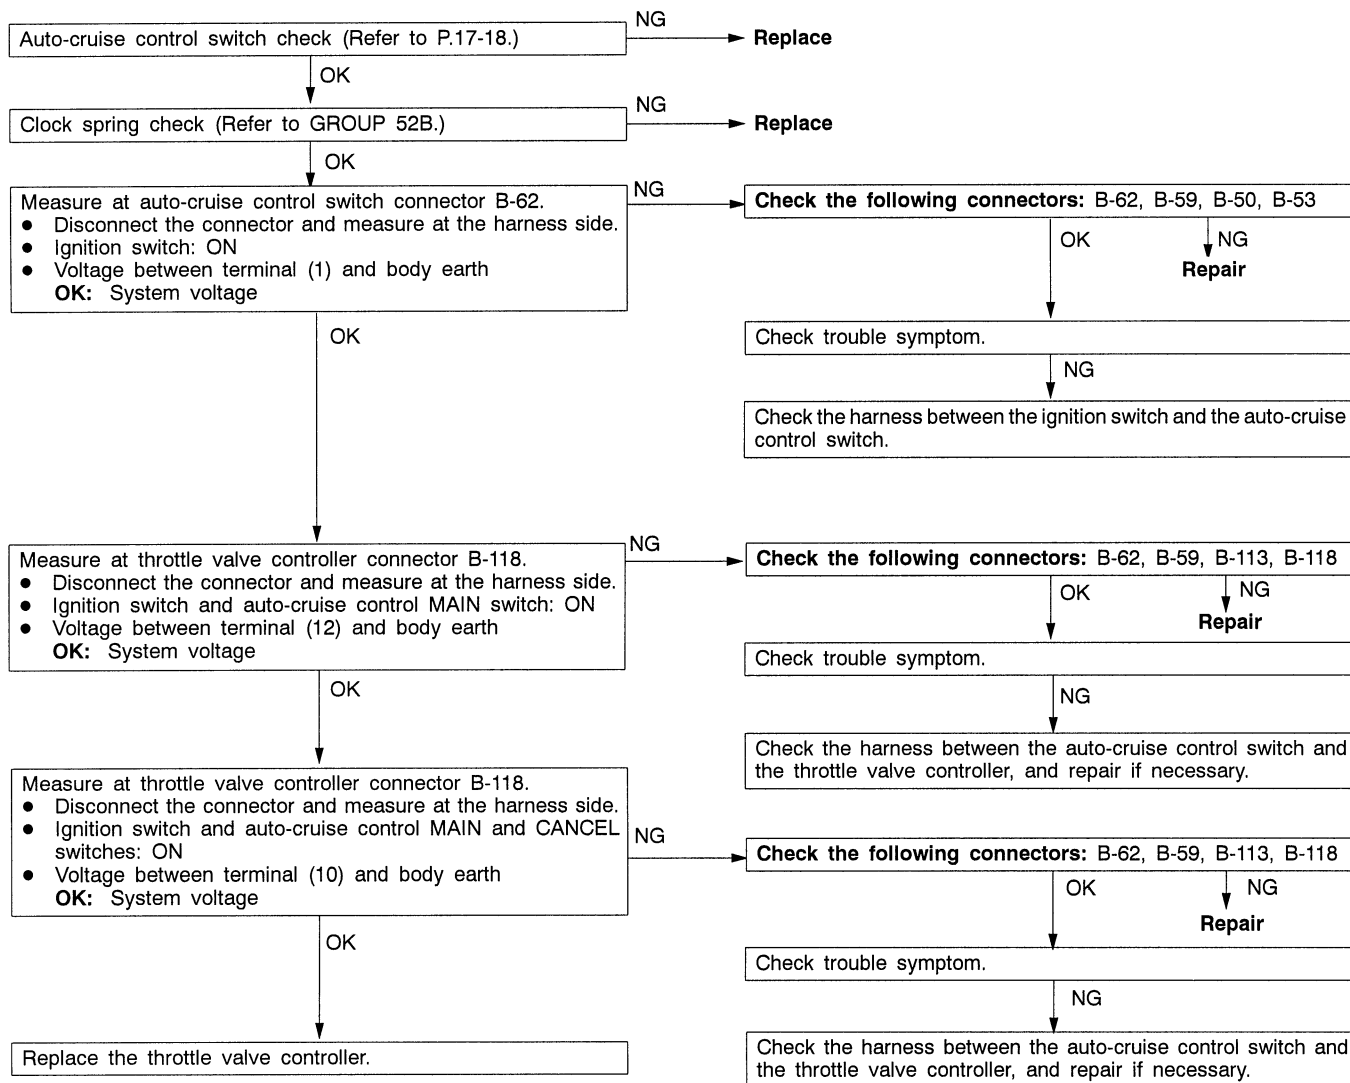 Auto-cruise control switch check (Refer to P.17-18.)
NG
Replace
OK
Clock spring check (Refer to GROUP 52B.)
NG
Replace
OK
Measure at auto-cruise control switch connector B-62.
● Disconnect the connector and measure at the harness side.
● Ignition switch: ON
● Voltage between terminal (1) and body earth
OK: System voltage
NG
Check the following connectors: B-62, B-59, B-50, B-53
OK
NG
Repair
Check trouble symptom.
NG
Check the harness between the ignition switch and the auto-cruise
control switch.
OK
Measure at throttle valve controller connector B-118.
● Disconnect the connector and measure at the harness side.
● Ignition switch and auto-cruise control MAIN switch: ON
● Voltage between terminal (12) and body earth
OK: System voltage
NG
Check the following connectors: B-62, B-59, B-113, B-118
OK
NG
Repair
Check trouble symptom.
NG
Check the harness between the auto-cruise control switch and
the throttle valve controller, and repair if necessary.
OK
Measure at throttle valve controller connector B-118.
● Disconnect the connector and measure at the harness side.
● Ignition switch and auto-cruise control MAIN and CANCEL
switches: ON
● Voltage between terminal (10) and body earth
OK: System voltage
NG
Check the following connectors: B-62, B-59, B-113, B-118
OK
NG
Repair
Check trouble symptom.
NG
Check the harness between the auto-cruise control switch and
the throttle valve controller, and repair if necessary.
OK
Replace the throttle valve controller.